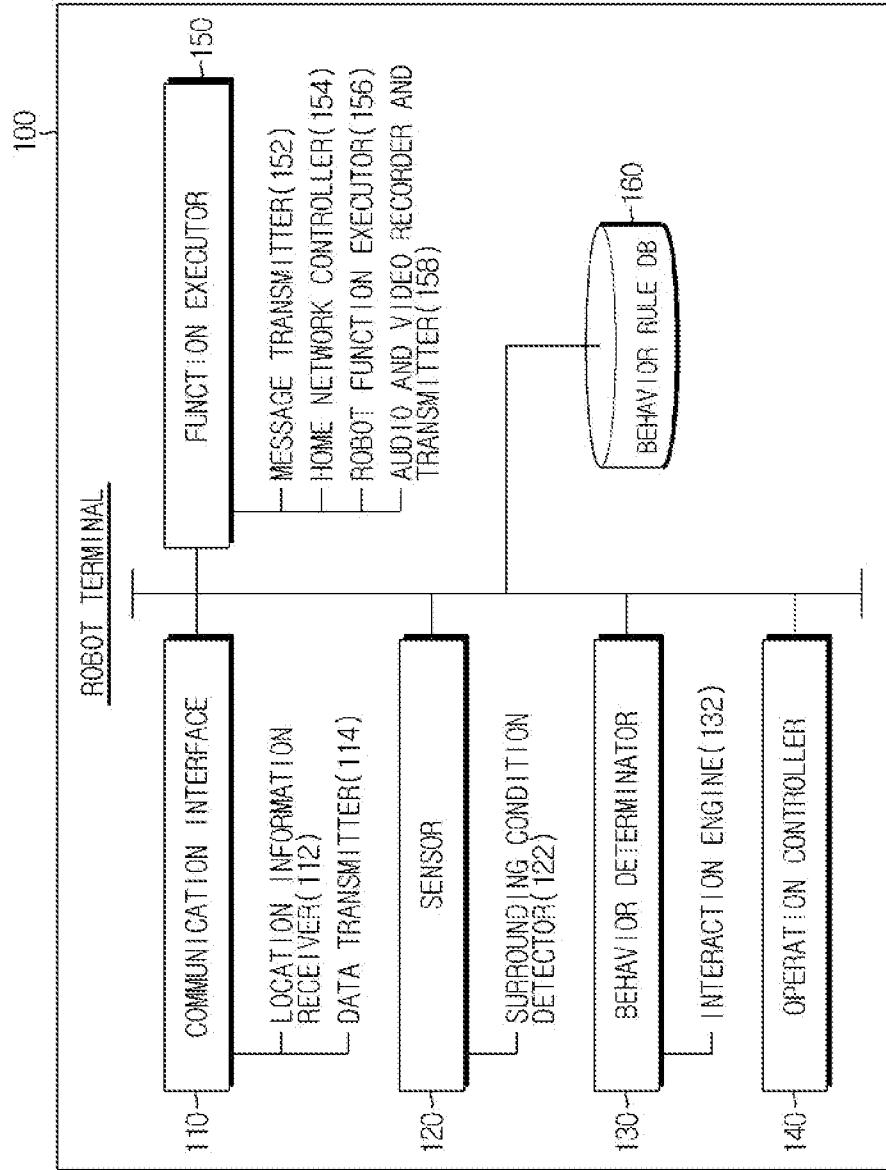 100
ROBOT TERMINAL
110
COMMUNICATION INTERFACE
LOCATION INFORMATION
RECEIVER(112)
DATA TRANSMITTER(114)
120
SENSOR
SURROUNDING CONDITION
DETECTOR(122)
130
BEHAVIOR DETERMINATOR
INTERACTION ENGINE(132)
140
OPERATION CONTROLLER
FUNCTION EXECUTOR
150
MESSAGE TRANSMITTER(152)
HOME NETWORK CONTROLLER(154)
ROBOT FUNCTION EXECUTOR(156)
AUDIO AND VIDEO RECORDER AND
TRANSMITTER(158)
160
BEHAVIOR RULE DB